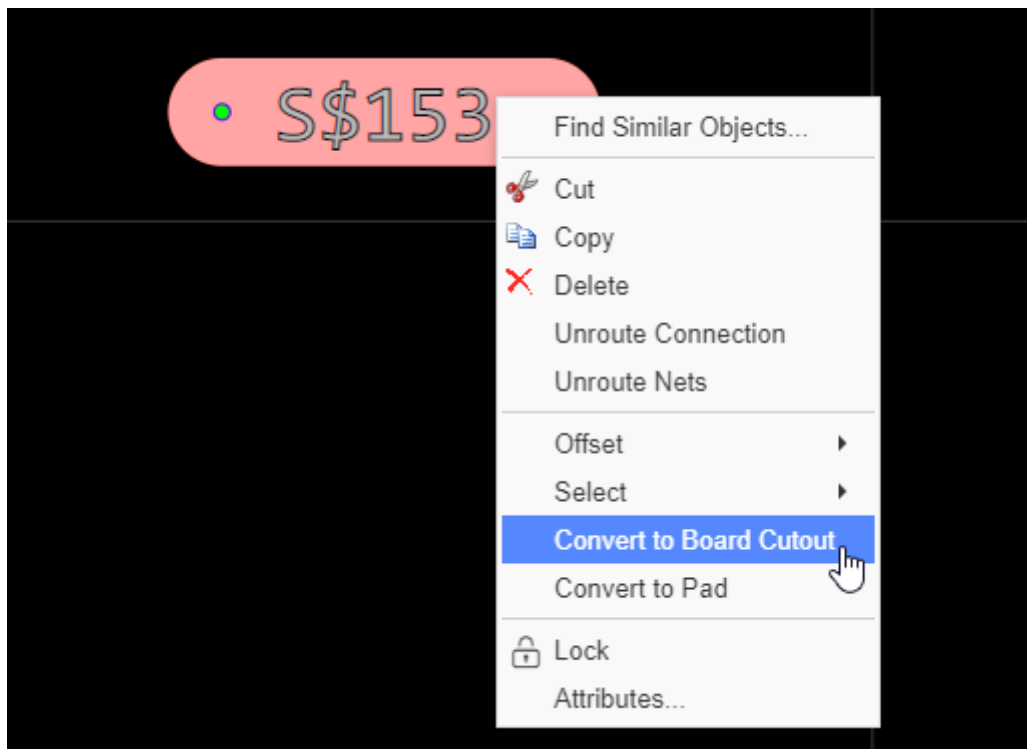 S$153
Find Similar Objects...
Cut
Copy
Delete
Unroute Connection
Unroute Nets
Offset
Select
Convert to Board Cutout
Convert to Pad
Lock
Attributes...